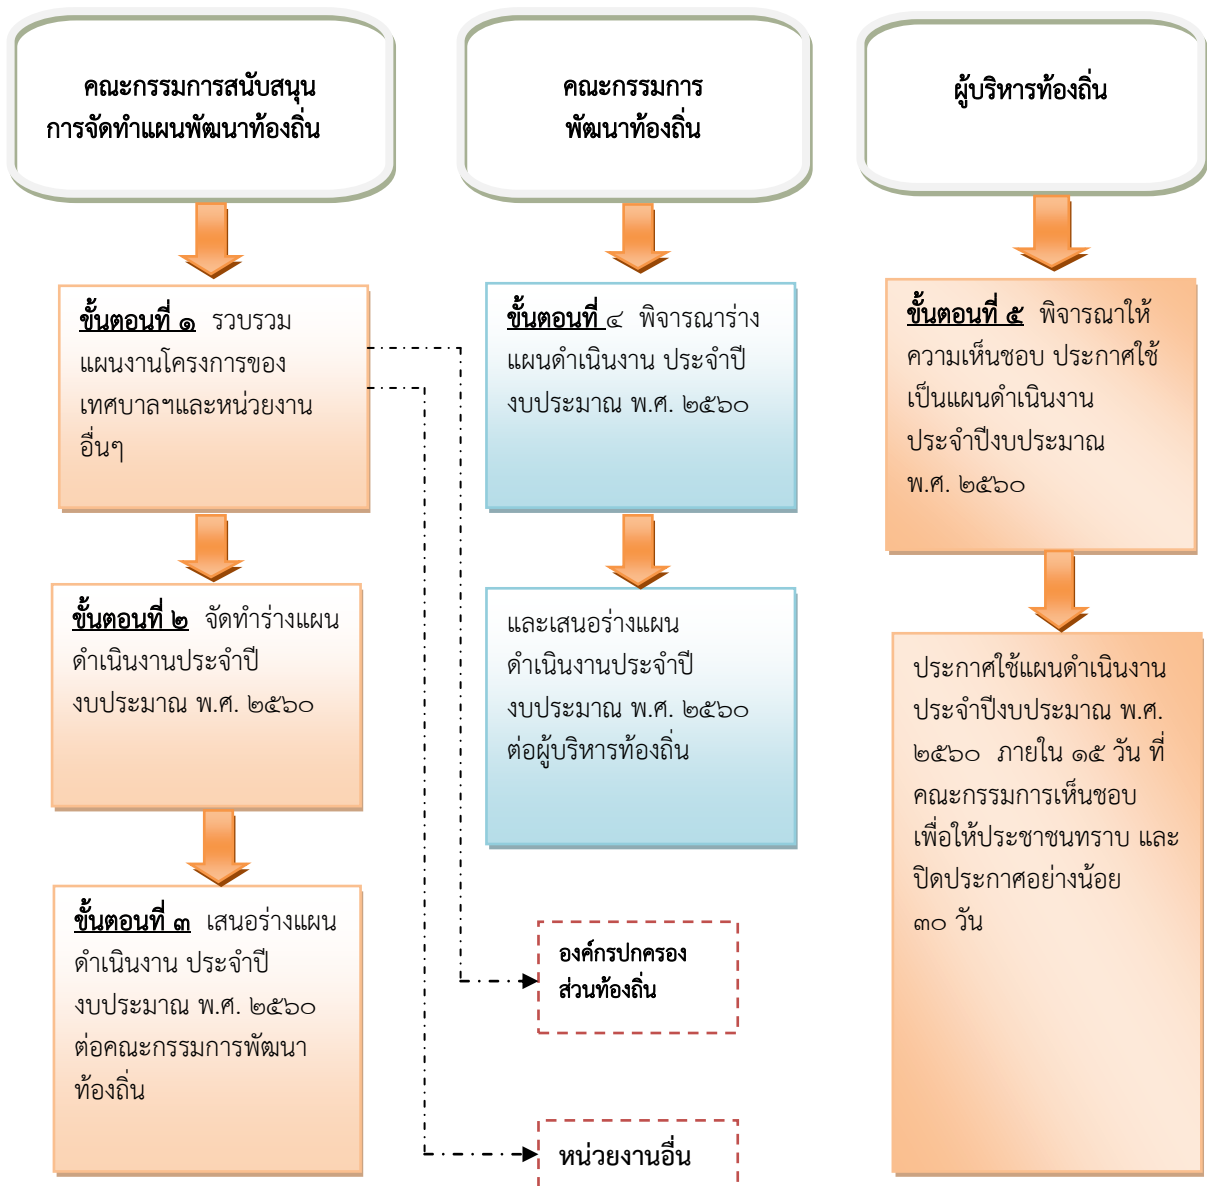 คณะกรรมการสนับสนุน
การจัดทำแผนพัฒนาท้องถิ่น
ขั้นตอนที่ ๑ รวบรวม
แผนงานโครงการของ
เทศบาลฯและหน่วยงาน
อื่นๆ
ขั้นตอนที่ ๒ จัดทำร่างแผน
ดำเนินงานประจำปี
งบประมาณ พ.ศ. ๒๕๖๐
ขั้นตอนที่ ๓ เสนอร่างแผน
ดำเนินงาน ประจำปี
งบประมาณ พ.ศ. ๒๕๖๐
ต่อคณะกรรมการพัฒนา
ท้องถิ่น
คณะกรรมการ
พัฒนาท้องถิ่น
ขั้นตอนที่ ๔ พิจารณาร่าง
แผนดำเนินงาน ประจำปี
งบประมาณ พ.ศ. ๒๕๖๐
และเสนอร่างแผน
ดำเนินงานประจำปี
งบประมาณ พ.ศ. ๒๕๖๐
ต่อผู้บริหารท้องถิ่น
องค์กรปกครอง
ส่วนท้องถิ่น
หน่วยงานอื่น
ผู้บริหารท้องถิ่น
ขั้นตอนที่ ๕ พิจารณาให้
ความเห็นชอบ ประกาศใช้
เป็นแผนดำเนินงาน
ประจำปีงบประมาณ
พ.ศ. ๒๕๖๐
ประกาศใช้แผนดำเนินงาน
ประจำปีงบประมาณ พ.ศ.
๒๕๖๐ ภายใน ๑๕ วัน ที่
คณะกรรมการเห็นชอบ
เพื่อให้ประชาชนทราบ และ
ปิดประกาศอย่างน้อย
๓๐ วัน